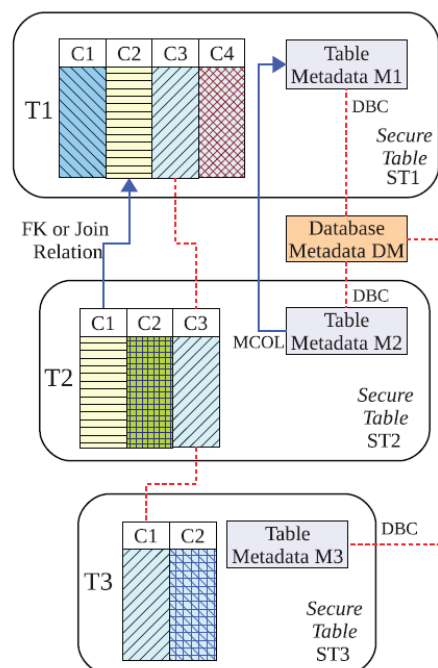 C1 C2 C3 C4
T1
Table
Metadata M1
DBC
Secure
Table
ST1
FK or Join
Relation
Database
Metadata DM
DBC
C1 C2 C3
T2
MCOL
Table
Metadata M2
Secure
Table
ST2
C1 C2
T3
Table
Metadata M3
DBC
Secure
Table
ST3